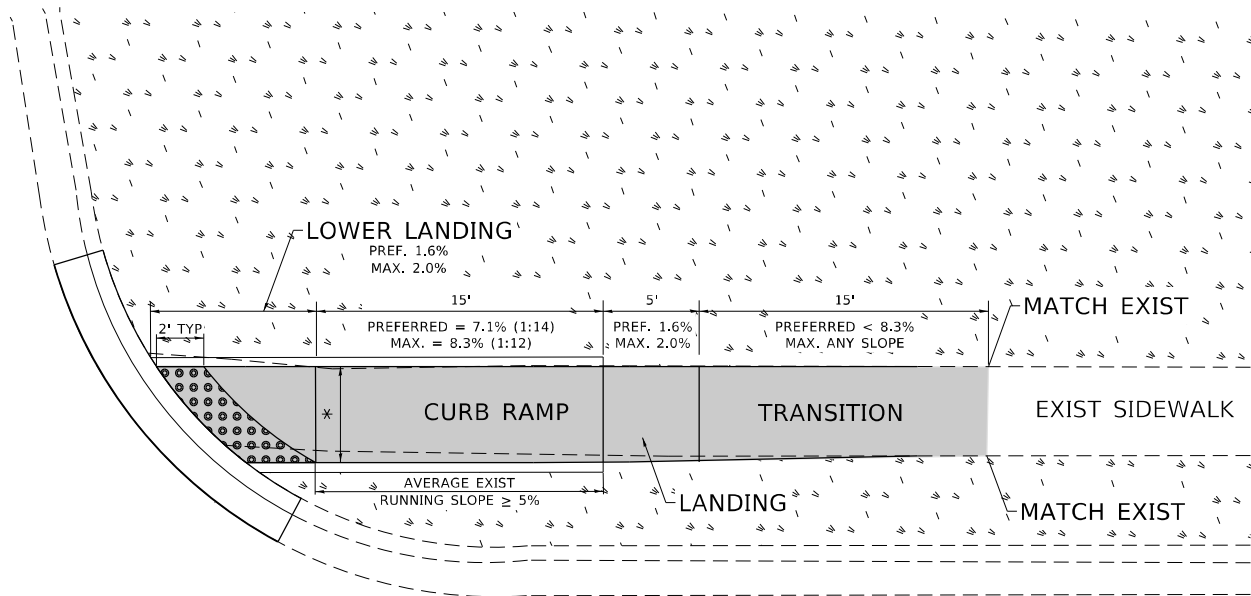 LOWER LANDING
PREF. 1.6%
MAX. 2.0%
15'
5'
15'
MATCH EXIST
2' TYP
PREFERRED = 7.1% (1:14)
MAX. = 8.3% (1:12)
PREF. 1.6%
MAX. 2.0%
PREFERRED < 8.3%
MAX. ANY SLOPE
*
CURB RAMP
TRANSITION
EXIST SIDEWALK
AVERAGE EXIST
RUNNING SLOPE ≥ 5%
LANDING
MATCH EXIST